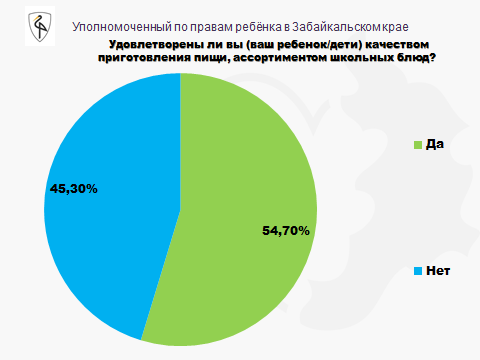 Уполномоченный по правам ребёнка в Забайкальском крае
Удовлетворены ли вы (ваш ребенок/дети) качеством
приготовления пищи, ассортиментом школьных блюд?
Да
45,30%
54,70%
Нет